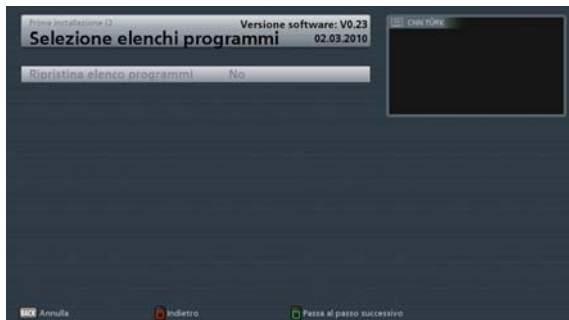 Prima installazione (2
Versione software: V0.23
Selezione elenchi programmi
02.03.2010
CNN TÜRK
Ripristina elenco programmi No
BACK Annulla
Indietro
Passa al passo successivo